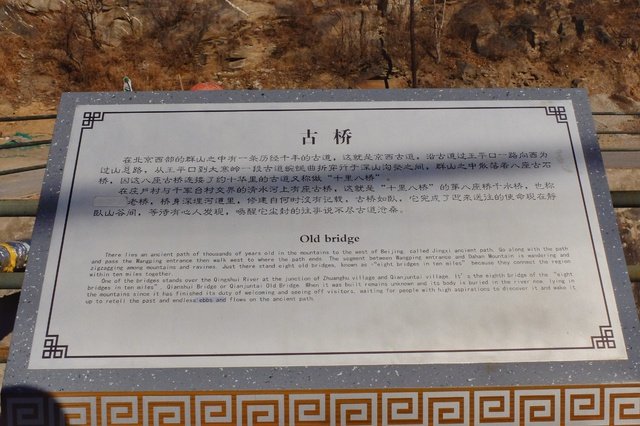 古桥
在北京西部的群山之中有一条历经千年的古道，这就是京西古道，沿古道过王平口一路向西为
过山总路，从王平口到大寒岭一段古道蜿蜒曲折穿行于深山沟壑之间，群山之中散落着八座古石
桥，因这八座古桥连接了约十华里的古道又称做“十里八桥”。
在庄户村与千军台村交界的清水河上有座古桥，这就是“十里八桥”的第八座桥千水桥，也称
老桥，桥身深埋河道里，修建自何时没有记载，古桥如卧，它完成了迎来送往的使命现在静
卧山谷间，等待有心人发现，唤醒它尘封的往事说不尽古道沧桑。
Old bridge
There lies an ancient path of thousands of years old in the mountains to the west of Beijing, called Jingxi ancient path. Go along with the path
and pass the Wangping entrance then walk west to where the path ends. The segment between Wangping entrance and Dahan Mountain is wandering and
zigzagging among mountains and ravines. Just there stand eight old bridges, known as "eight bridges in ten miles" because they connect the region
within ten miles together.
One of the bridges stands over the Qingshui River at the junction of Zhuanghu village and Qianjuntai village. It's the eighth bridge of the "eight
bridges in ten miles", Qianshui Bridge or Qianjuntai Old Bridge. When it was built remains unknown and its body is buried in the river now, lying in
the mountains since it has finished its duty of welcoming and seeing off visitors, waiting for people with high aspirations to discover it and wake it
up to retell the past and endless ebbs and flows on the ancient path.